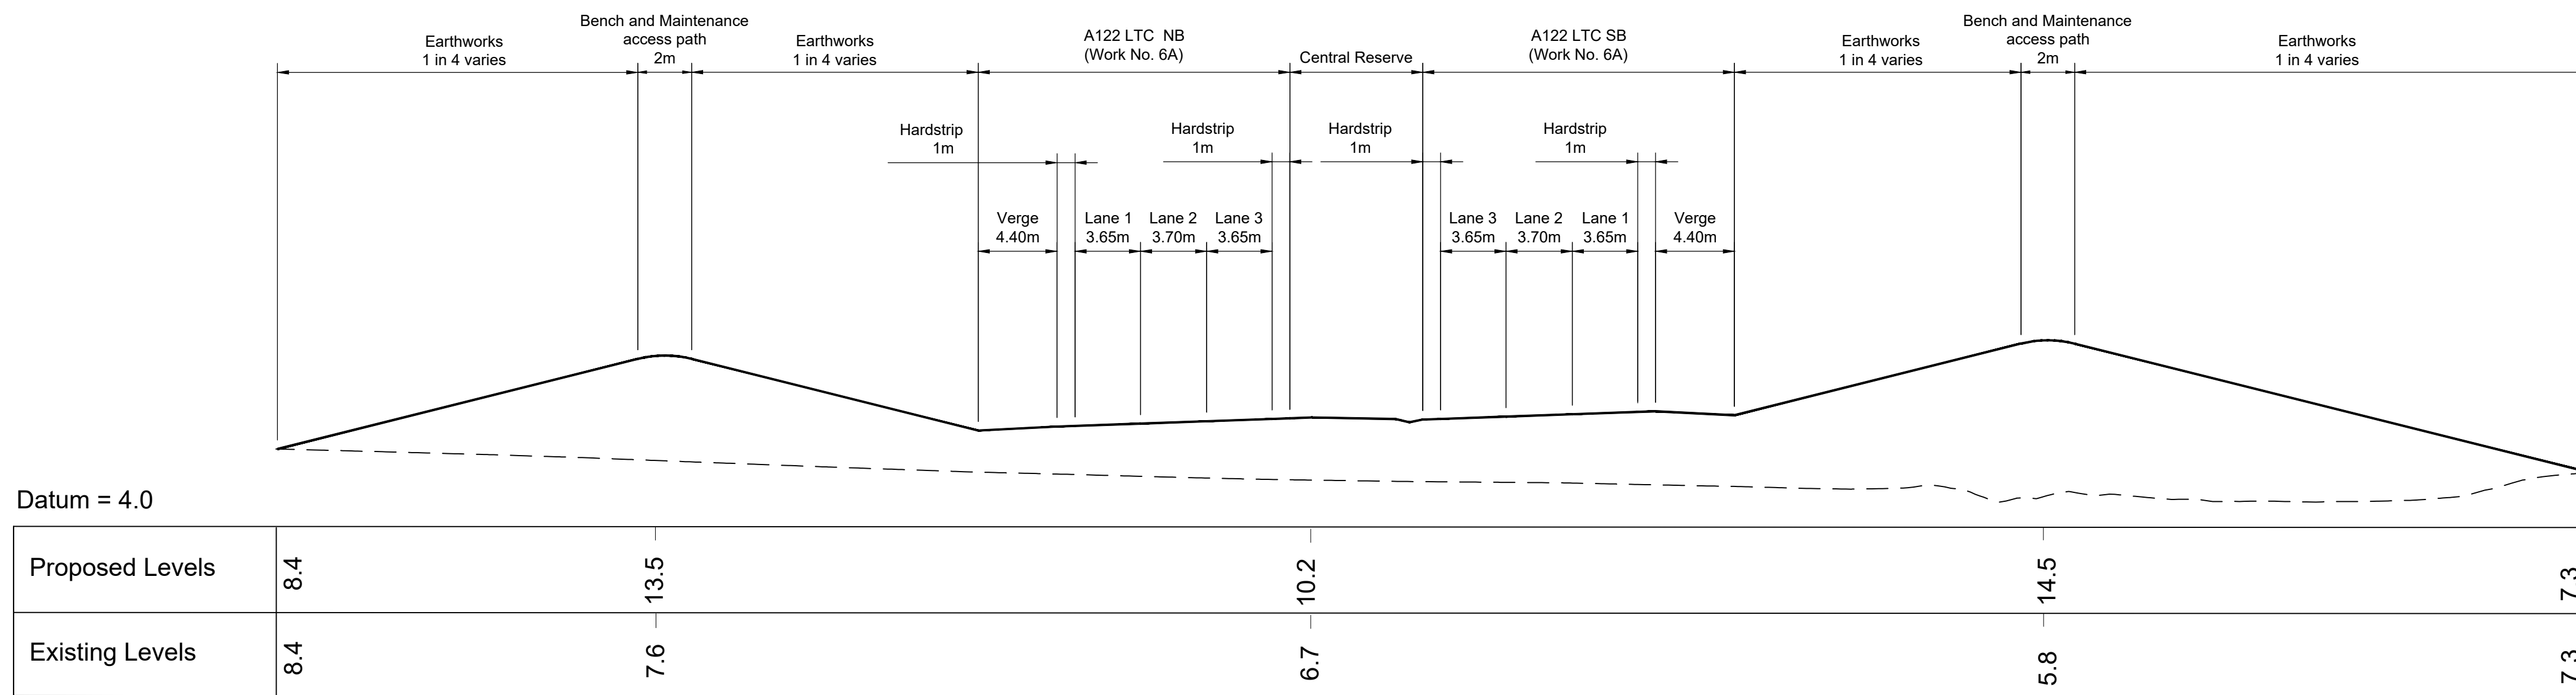 Earthworks
1 in 4 varies
Bench and Maintenance
access path
2m
Earthworks
1 in 4 varies
A122 LTC  NB
(Work No. 6A)
Central Reserve
A122 LTC SB
(Work No. 6A)
Earthworks
1 in 4 varies
Bench and Maintenance
access path
2m
Earthworks
1 in 4 varies
Hardstrip
1m
Hardstrip
1m
Hardstrip
1m
Hardstrip
1m
Verge
4.40m
Lane 1
3.65m
Lane 2
3.70m
Lane 3
3.65m
Lane 3
3.65m
Lane 2
3.70m
Lane 1
3.65m
Verge
4.40m
Datum = 4.0
Proposed Levels 8.4 13.5 10.2 14.5 7.3
Existing Levels 8.4 7.6 6.7 5.8 7.3